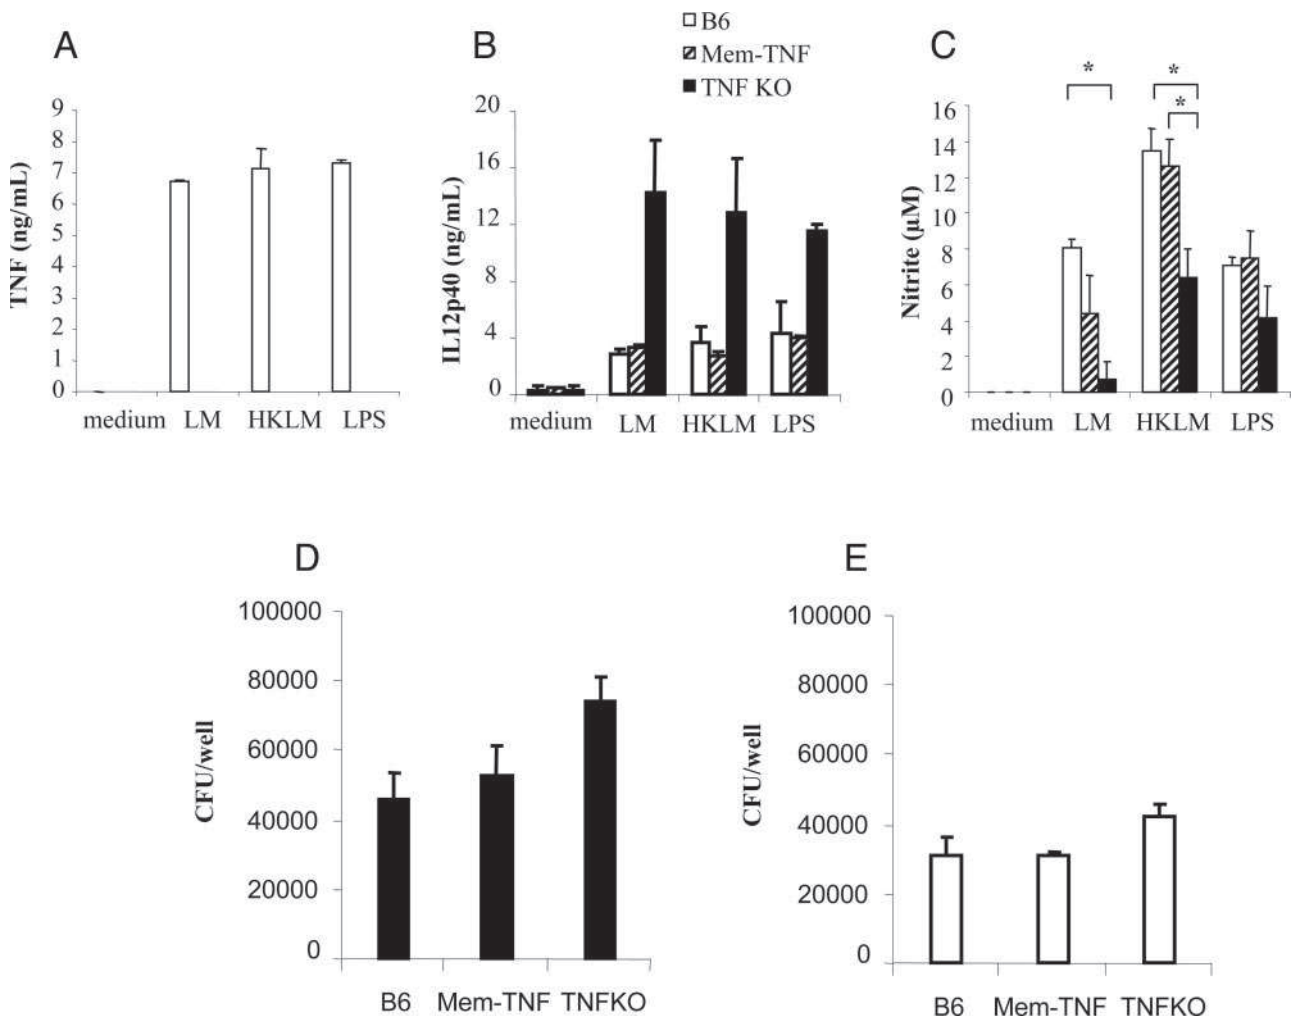 A
TNF (ng/mL)
9
8
7
6
5
4
3
2
1
0
medium LM HKLM LPS
B
B6
Mem-TNF
TNF KO
IL12p40 (ng/mL)
20
16
12
8
4
0
medium LM HKLM LPS
C
* * *
Nitrite (µM)
16
14
12
10
8
6
4
2
0
medium LM HKLM LPS
D
CFU/well
100000
80000
60000
40000
20000
0
B6 Mem-TNF TNFKO
E
CFU/well
100000
80000
60000
40000
20000
0
B6 Mem-TNF TNFKO